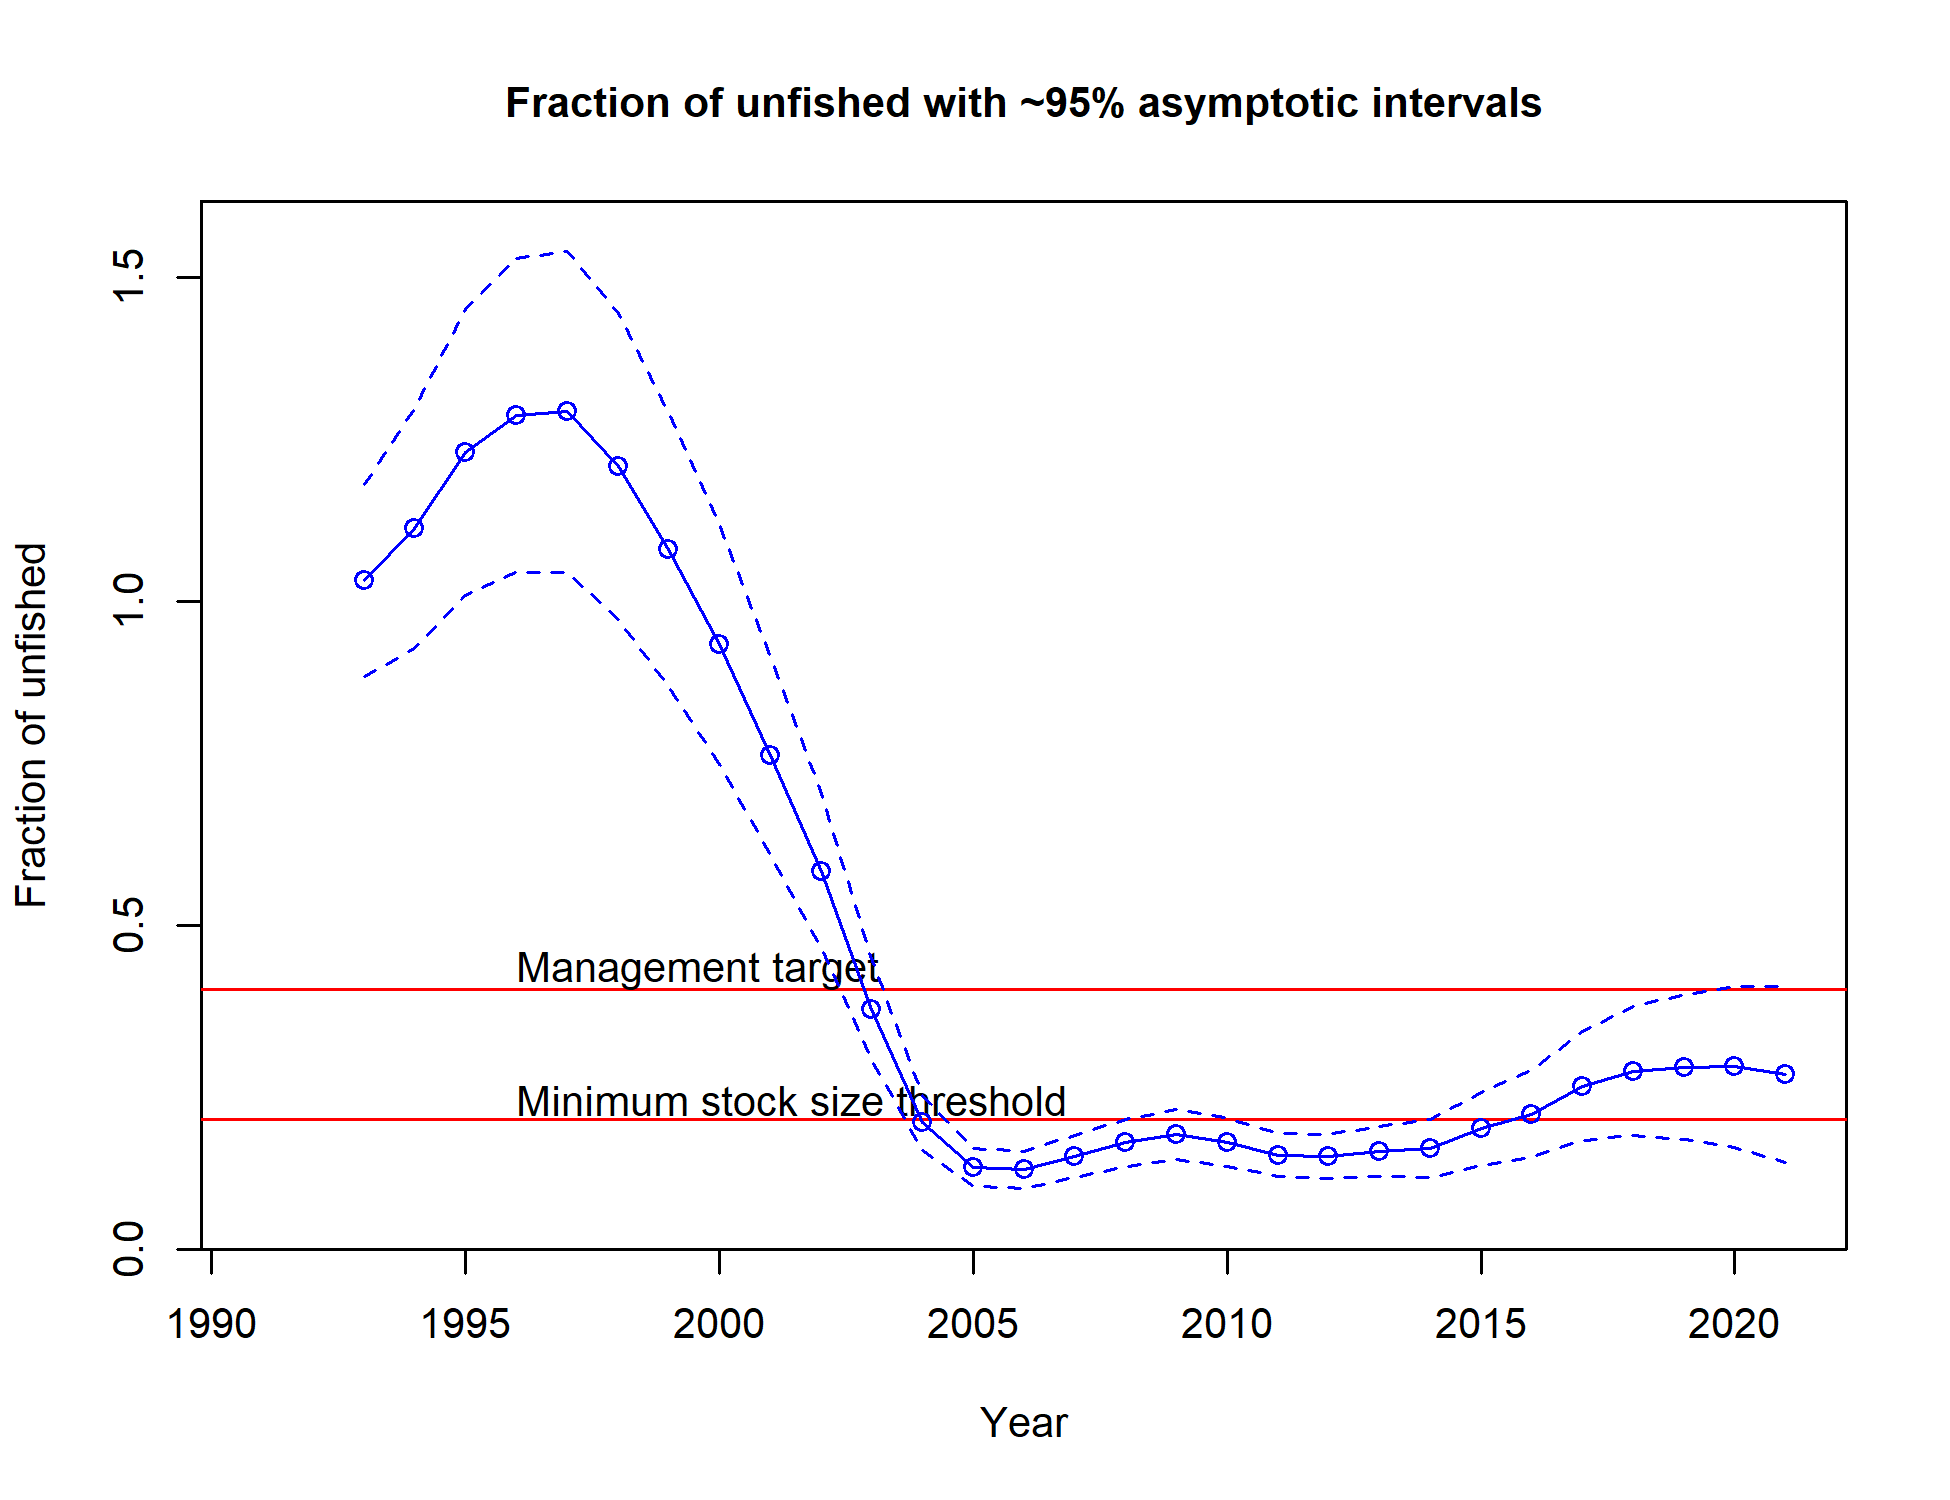 Fraction of unfished with ~95% asymptotic intervals
Fraction of unfished
1.5
1.0
0.5
0.0
Management target
Minimum stock size threshold
1990 1995 2000 2005 2010 2015 2020
Year